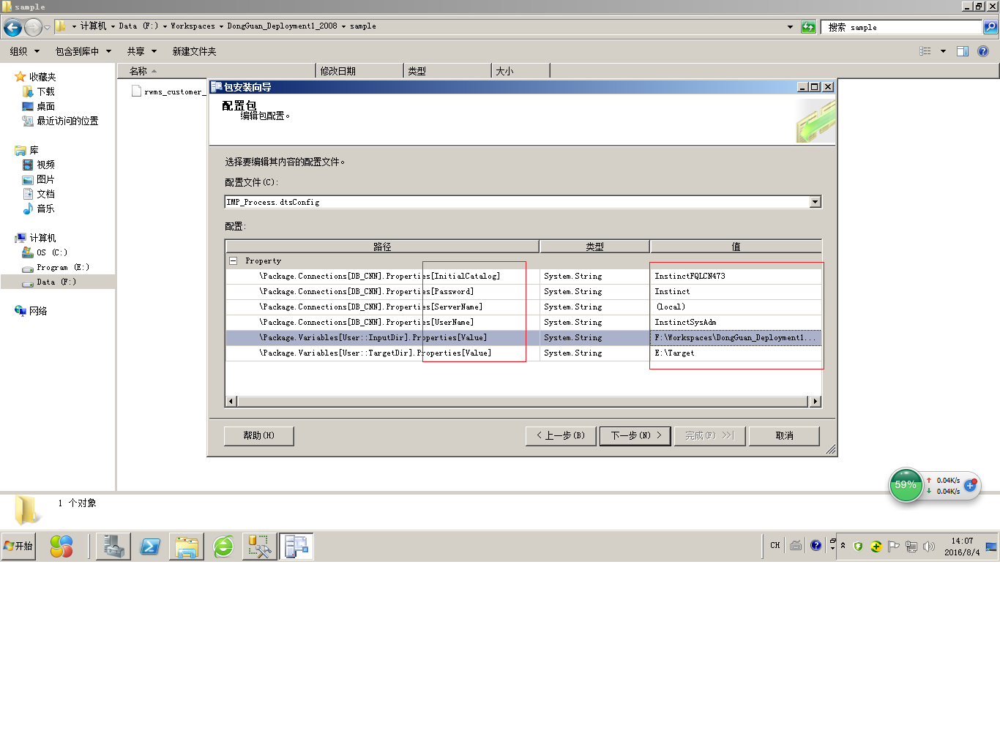 sample
计算机 Data (F:) Workspaces DongGuan_Deployment1_2008 sample
搜索 sample
组织 包含到库中 共享 新建文件夹
收藏夹
下载
桌面
最近访问的位置
库
视频
图片
文档
音乐
计算机
OS (C:)
Program (E:)
Data (F:)
网络
名称 修改日期 类型 大小
rwms_customer_
包安装向导
配置包
编辑包配置。
选择要编辑其内容的配置文件。
配置文件(C):
IMP_Process.dtsConfig
配置:
路径 类型 值
Property
\Package.Connections[DB_CNN].Properties[InitialCatalog] System.String InstinctFQLCN473
\Package.Connections[DB_CNN].Properties[Password] System.String Instinct
\Package.Connections[DB_CNN].Properties[ServerName] System.String (local)
\Package.Connections[DB_CNN].Properties[UserName] System.String InstinctSysAdm
\Package.Variables[User::InputDir].Properties[Value] System.String F:\Workspaces\DongGuan_Deployment1...
\Package.Variables[User::TargetDir].Properties[Value] System.String E:\Target
帮助(H) < 上一步(B) 下一步(N) > 完成(F) >>| 取消
59% 0.04K/s
0.04K/s
1 个对象
开始
CH
14:07
2016/8/4